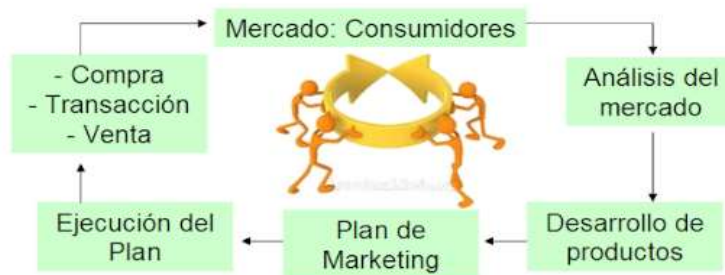 Mercado: Consumidores
- Compra
- Transacción
- Venta
Análisis del
mercado
Ejecución del
Plan
Plan de
Marketing
Desarrollo de
productos